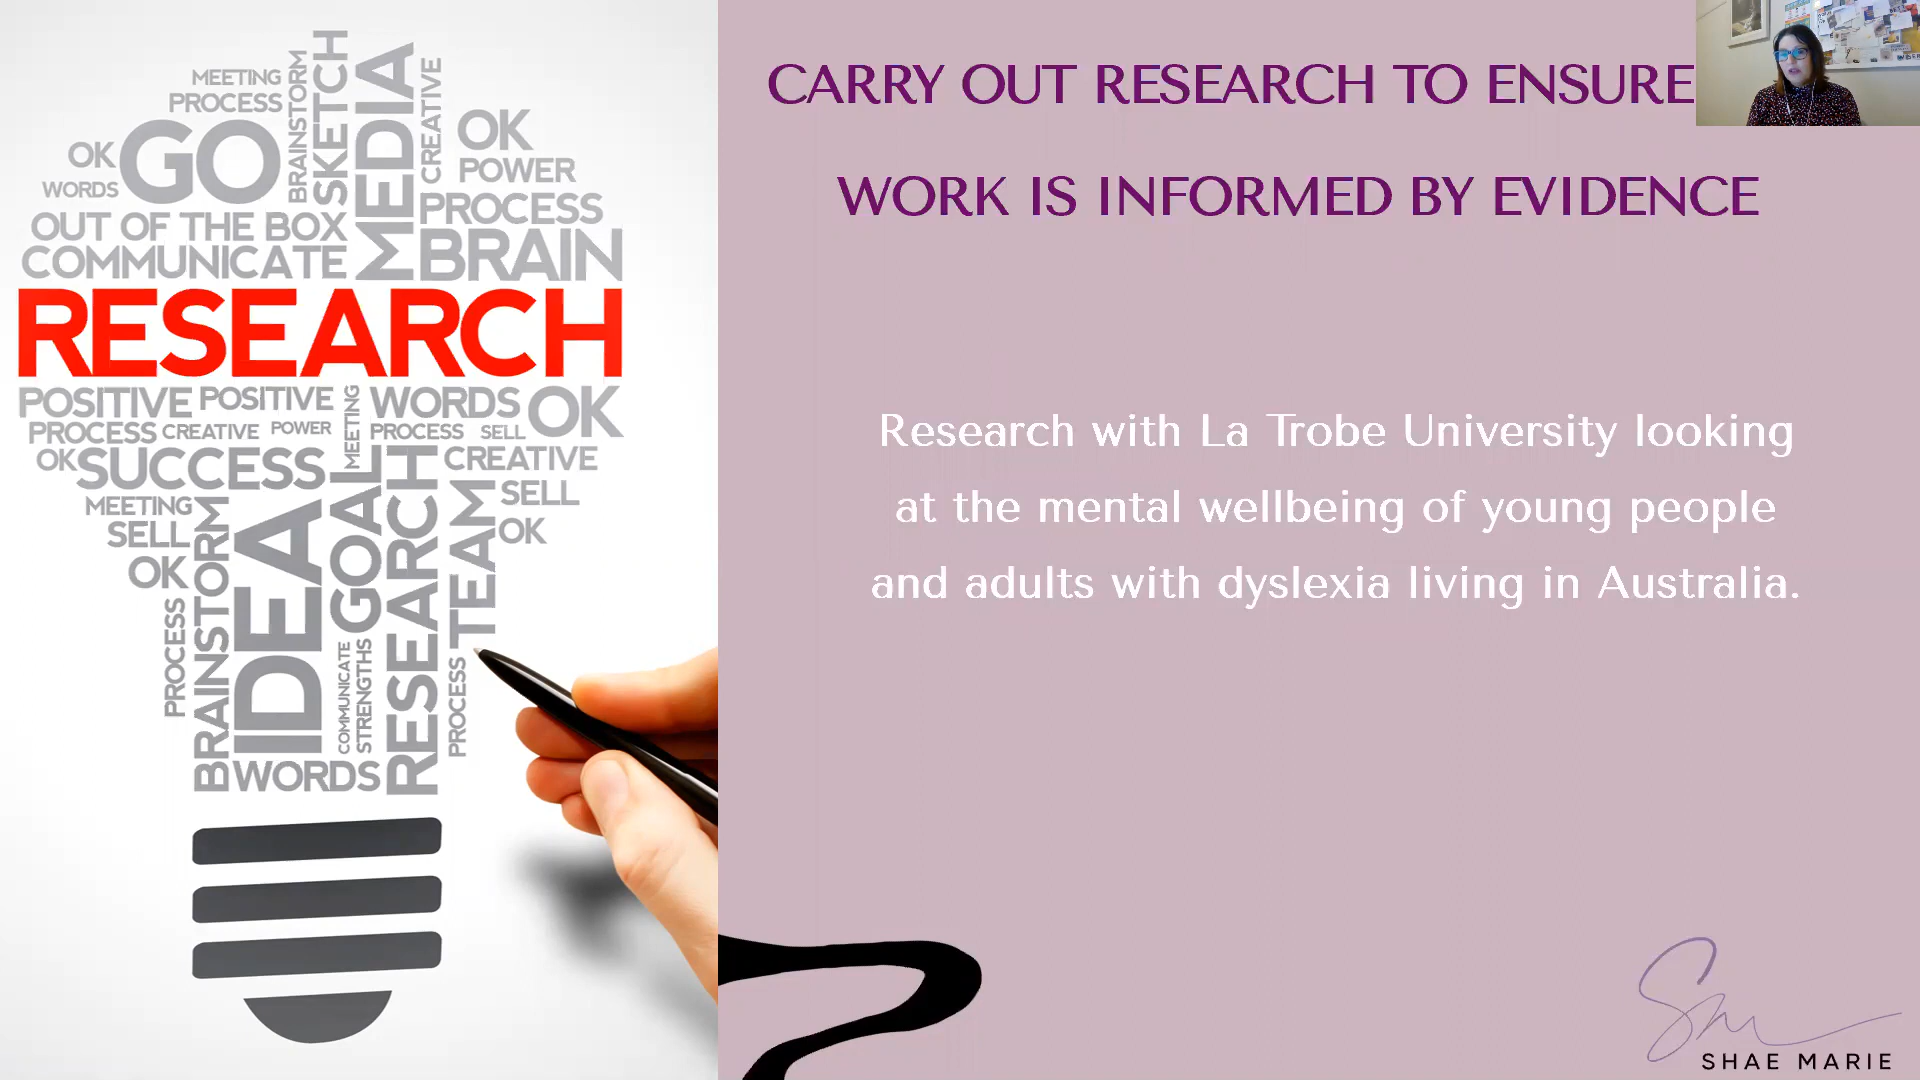 MEETING
PROCESS
BRAINSTORM
SKETCH
MEDIA
CREATIVE
OK
GO
OK
POWER
WORDS
PROCESS
OUT OF THE BOX
BRAIN
COMMUNICATE
RESEARCH
POSITIVE
POSITIVE
MEETING
WORDS
OK
PROCESS
CREATIVE
POWER
PROCESS
SELL
OK
SUCCESS
GOAL
RESEARCH
CREATIVE
MEETING
BRAINSTORM
IDEA
TEAM
SELL
SELL
OK
OK
PROCESS
COMMUNICATE
STRENGTHS
PROCESS
WORDS
CARRY OUT RESEARCH TO ENSURE
WORK IS INFORMED BY EVIDENCE
Research with La Trobe University looking
at the mental wellbeing of young people
and adults with dyslexia living in Australia.
Sm
SHAE MARIE